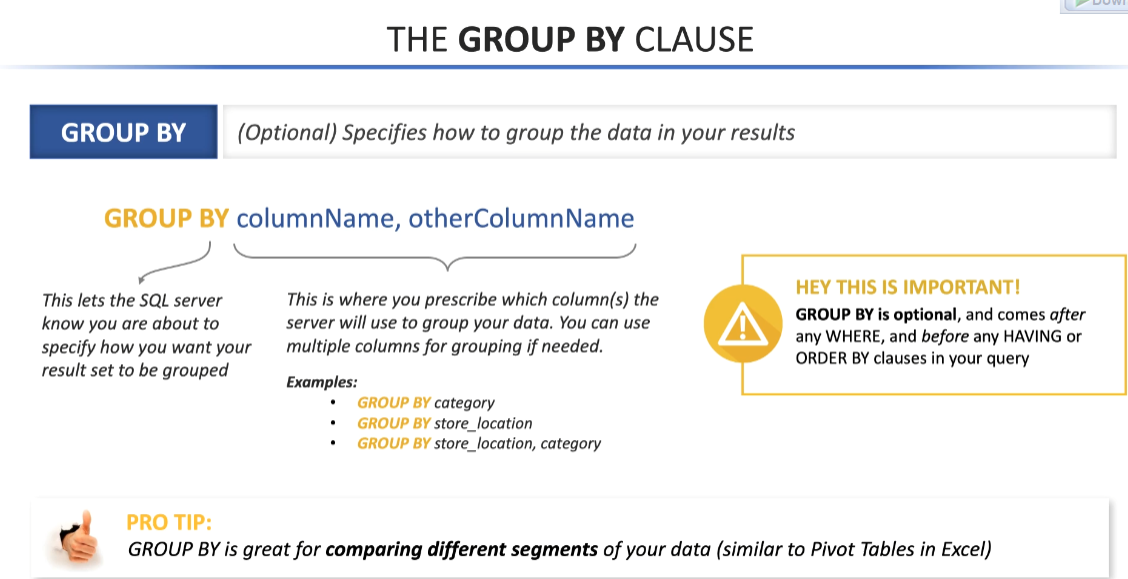 THE GROUP BY CLAUSE
GROUP BY
(Optional) Specifies how to group the data in your results
GROUP BY columnName, otherColumnName
This lets the SQL server
know you are about to
specify how you want your
result set to be grouped
This is where you prescribe which column(s) the
server will use to group your data. You can use
multiple columns for grouping if needed.
Examples:
• GROUP BY category
• GROUP BY store_location
• GROUP BY store_location, category
HEY THIS IS IMPORTANT!
GROUP BY is optional, and comes after
any WHERE, and before any HAVING or
ORDER BY clauses in your query
PRO TIP:
GROUP BY is great for comparing different segments of your data (similar to Pivot Tables in Excel)